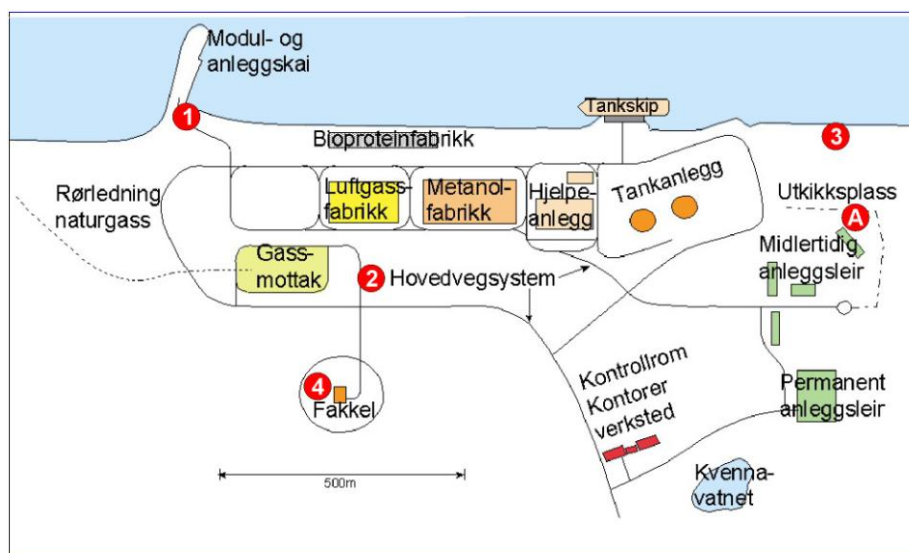 Modul- og
anleggskai
1
Tankskip
3
Bioproteinfabrikk
Rørledning
naturgass
Luftgass-
fabrikk
Metanol-
fabrikk
Hjelpe-
anlegg
Tankanlegg
Utkikksplass
A
Midlertidig
anleggsleir
Gass-
mottak
2
Hovedvegsystem
4
Fakkel
Kontrollrom
Kontorer
verksted
Permanent
anleggsleir
500m
Kvenna-
vatnet